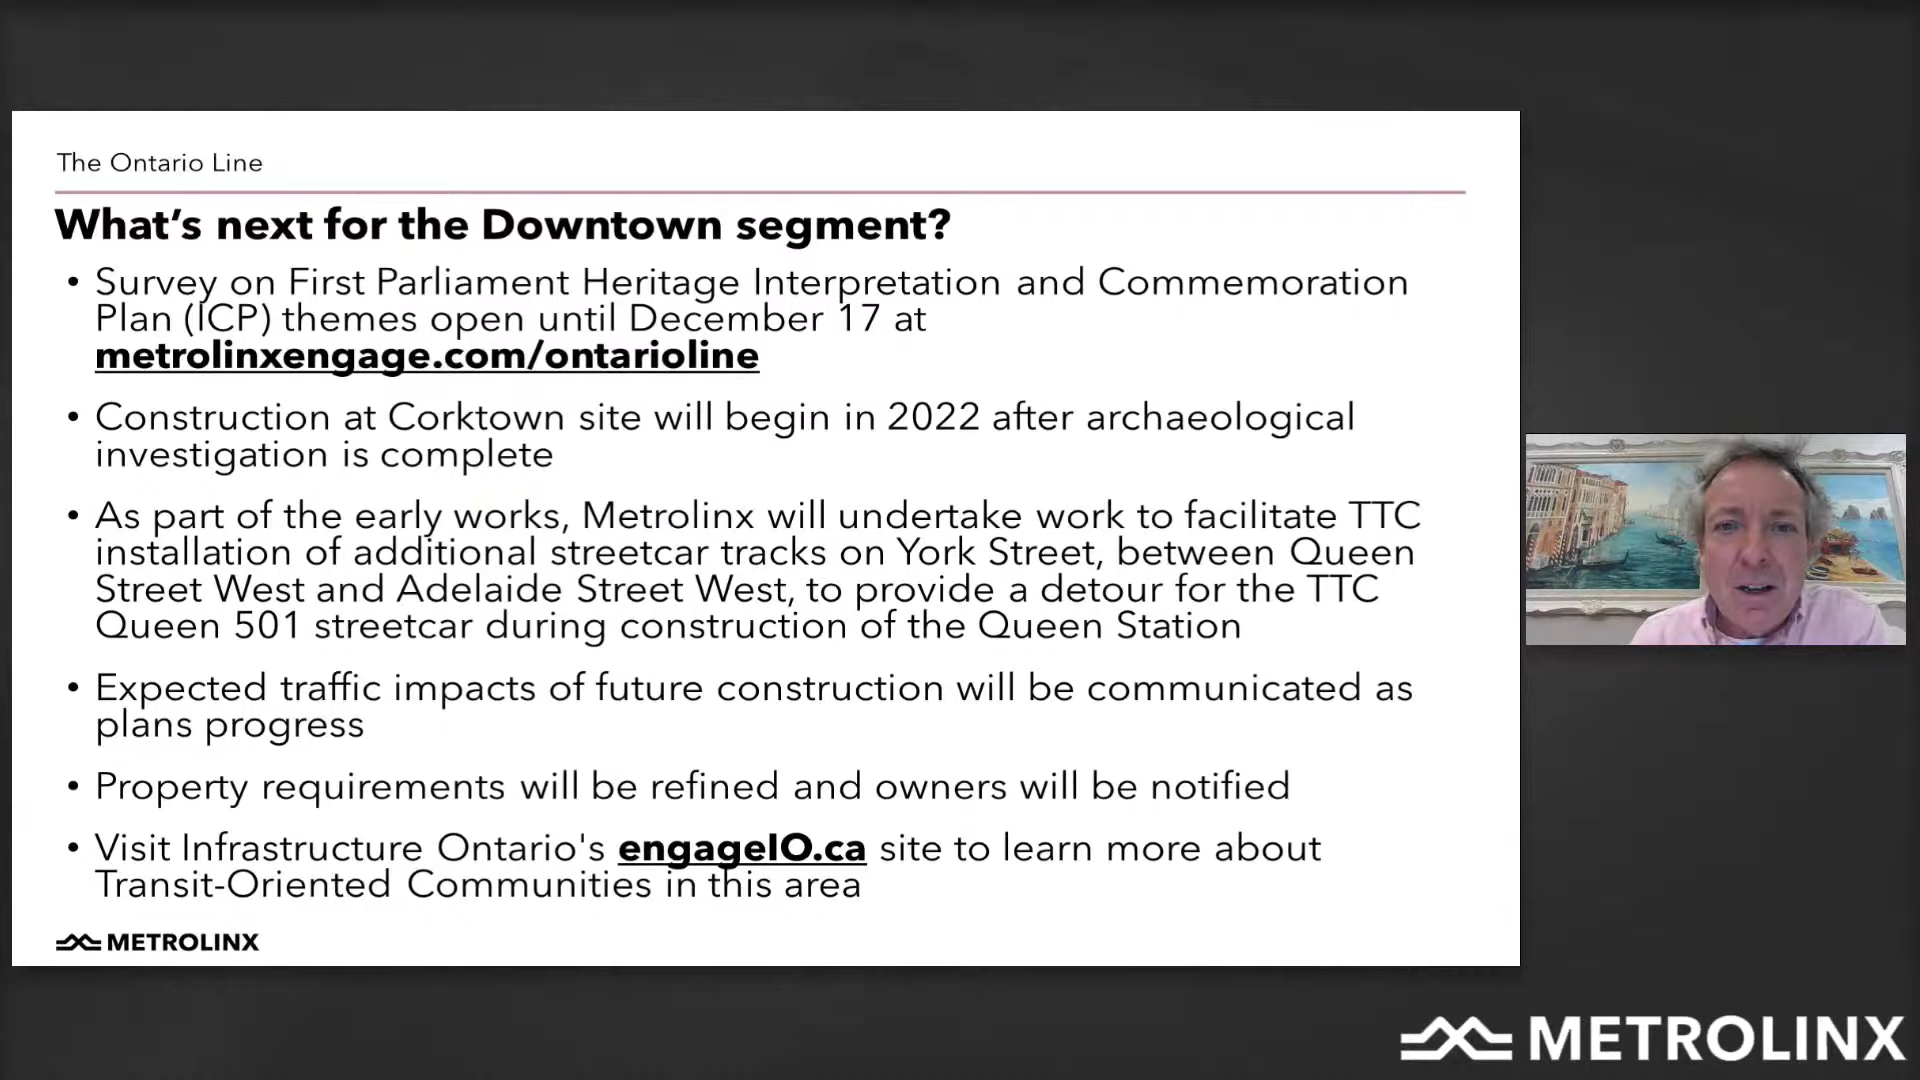 The Ontario Line
What’s next for the Downtown segment?
• Survey on First Parliament Heritage Interpretation and Commemoration
Plan (ICP) themes open until December 17 at
metrolinxengage.com/ontarioline
• Construction at Corktown site will begin in 2022 after archaeological
investigation is complete
• As part of the early works, Metrolinx will undertake work to facilitate TTC
installation of additional streetcar tracks on York Street, between Queen
Street West and Adelaide Street West, to provide a detour for the TTC
Queen 501 streetcar during construction of the Queen Station
• Expected traffic impacts of future construction will be communicated as
plans progress
• Property requirements will be refined and owners will be notified
• Visit Infrastructure Ontario's engageIO.ca site to learn more about
Transit-Oriented Communities in this area
METROLINX
METROLINX